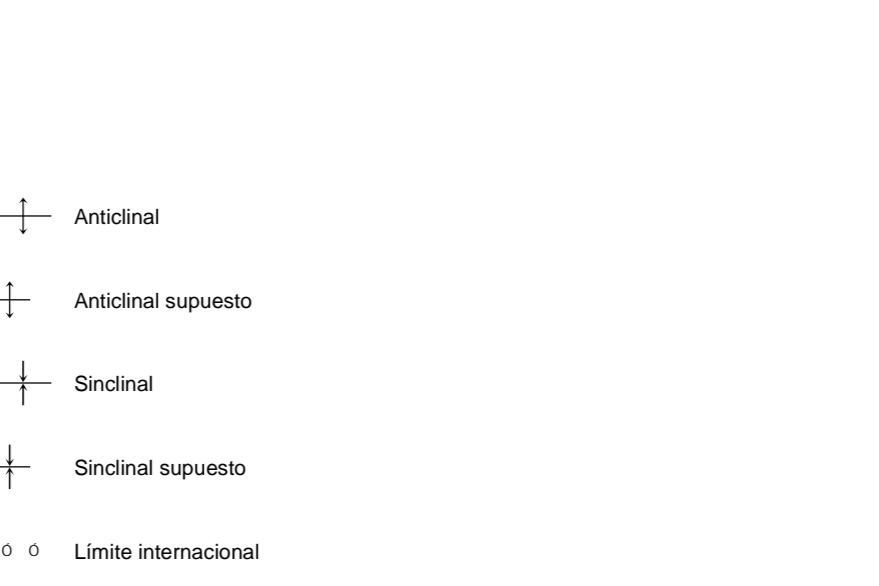 Anticlinal
Anticlinal supuesto
Sinclinal
Sinclinal supuesto
Ó Ó Límite internacional